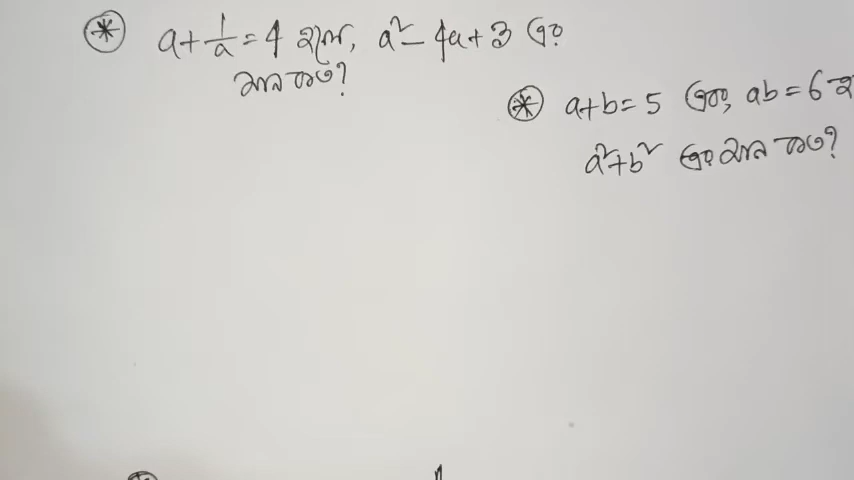 a + 1/a = 4 হলে, a² − 4a + 3 এর
মান কত?
a+b = 5 এবং, ab = 6 হ
a²+b² এর মান কত?